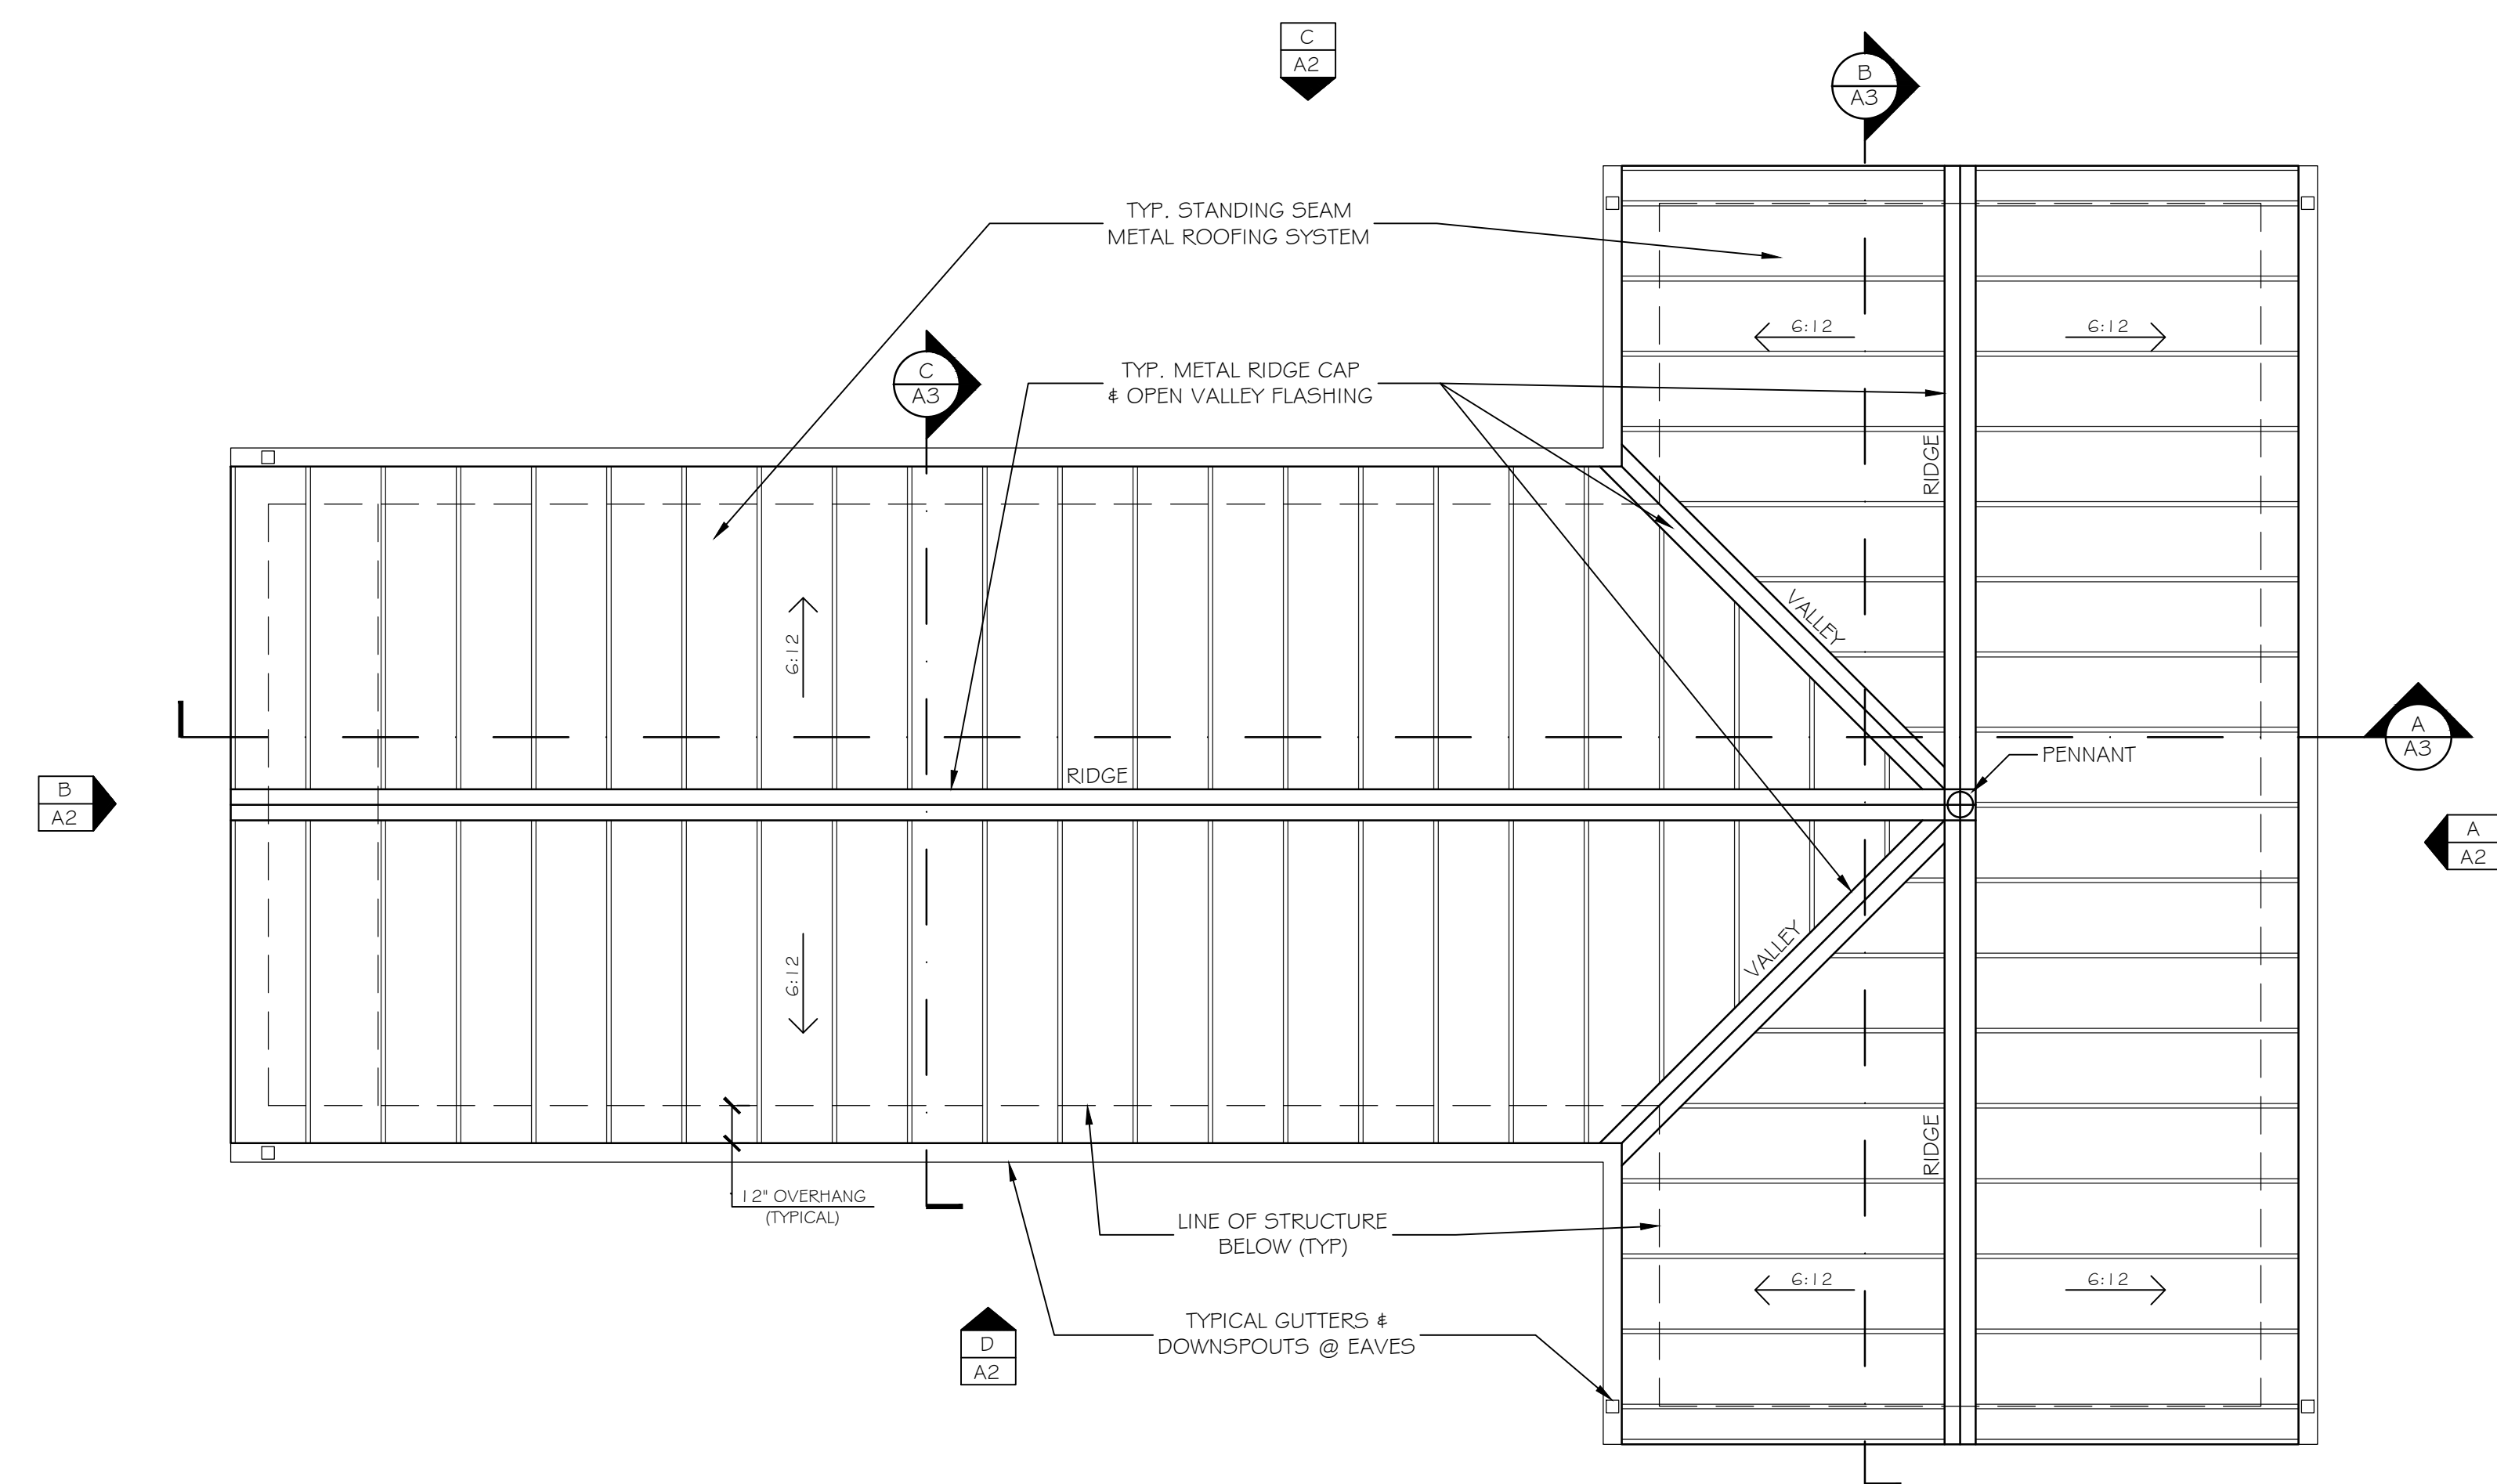 C
A2
B
A3
TYP. STANDING SEAM
METAL ROOFING SYSTEM
6:12
6:12
C
A3
TYP. METAL RIDGE CAP
& OPEN VALLEY FLASHING
RIDGE
VALLEY
6:12
A
A3
PENNANT
RIDGE
B
A2
A
A2
VALLEY
6:12
RIDGE
12" OVERHANG
(TYPICAL)
LINE OF STRUCTURE
BELOW (TYP)
6:12
6:12
TYPICAL GUTTERS &
DOWNSPOUTS @ EAVES
D
A2